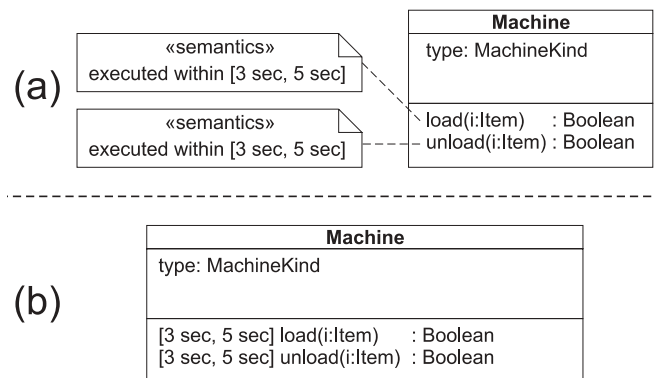 (a)
«semantics»
executed within [3 sec, 5 sec]
«semantics»
executed within [3 sec, 5 sec]
Machine
type: MachineKind
load(i:Item) : Boolean
unload(i:Item) : Boolean
(b)
Machine
type: MachineKind
[3 sec, 5 sec] load(i:Item) : Boolean
[3 sec, 5 sec] unload(i:Item) : Boolean